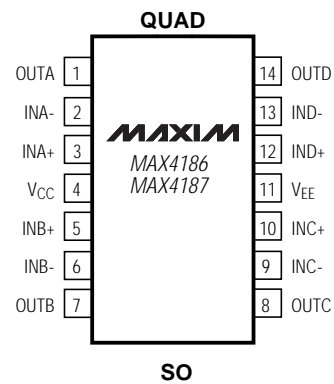 QUAD
OUTA 1 14 OUTD
INA- 2 13 IND-
MAXIM
INA+ 3 12 IND+
MAX4186
VCC 4 11 VEE
MAX4187
INB+ 5 10 INC+
INB- 6 9 INC-
OUTB 7 8 OUTC
SO